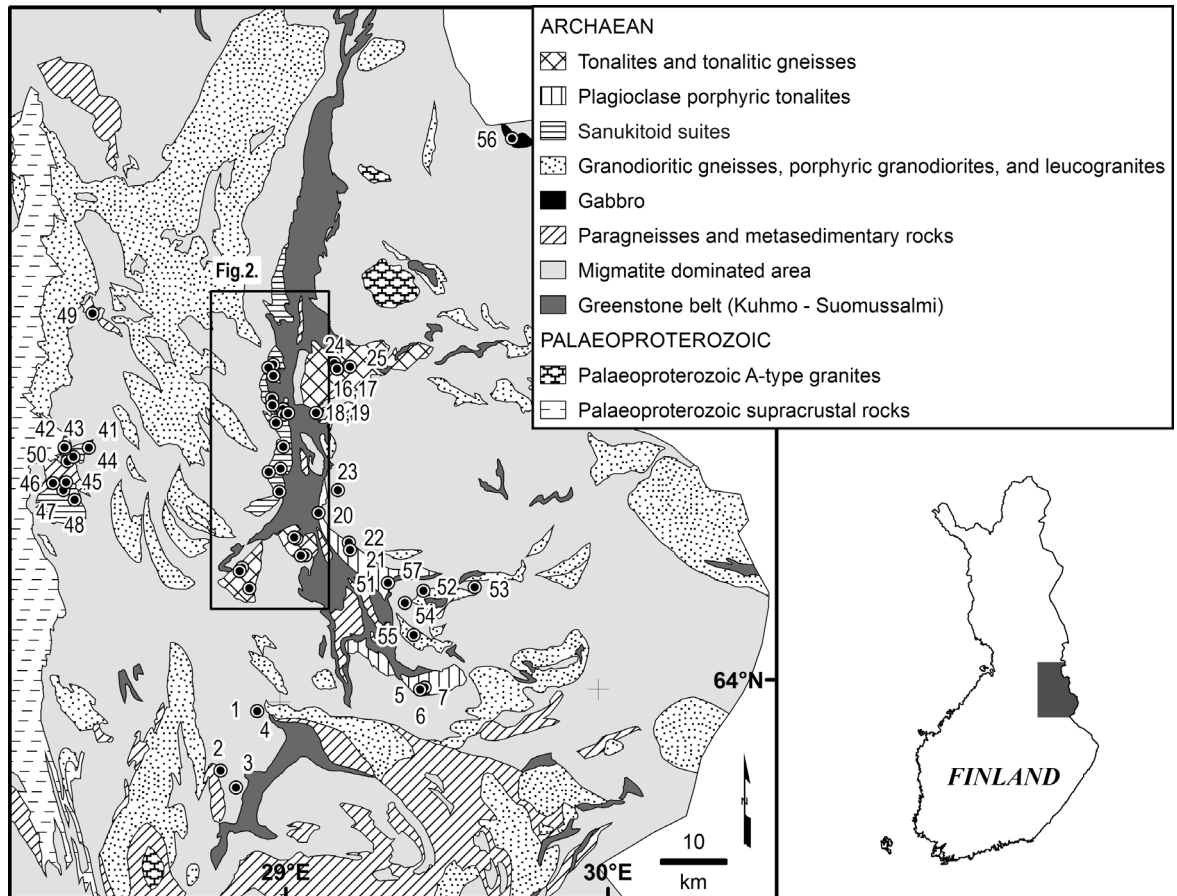 ARCHAEAN
Tonalites and tonalitic gneisses
Plagioclase porphyric tonalites
Sanukitoid suites
Granodioritic gneisses, porphyric granodiorites, and leucogranites
Gabbro
Paragneisses and metasedimentary rocks
Migmatite dominated area
Greenstone belt (Kuhmo - Suomussalmi)
PALAEOPROTEROZOIC
Palaeoproterozoic A-type granites
Palaeoproterozoic supracrustal rocks
56
Fig.2.
49
24
25
16,17
18,19
42 43 41
50 44
46 45
47
48
23
20
22
21
51 57 52 53
54
55
64°N
5 7
6
1
4
2
3
N
10
km
29°E
30°E
FINLAND